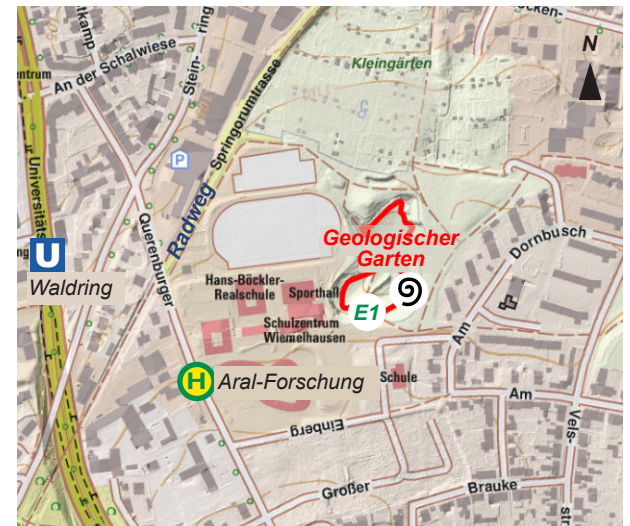 N
Kleingärten
An der Schalwiese
Stein-
ring
Springorumtrasse
P
Radweg
Universitäts
U
Waldring
Querenburger
Geologischer
Garten
Dornbusch
Hans-Böckler-
Realschule
Sporthall
E1
Schulzentrum
Wiemelhausen
Am
H
Aral-Forschung
Schule
Am
Einberg
Vels-
str
Großer
Brauke
H